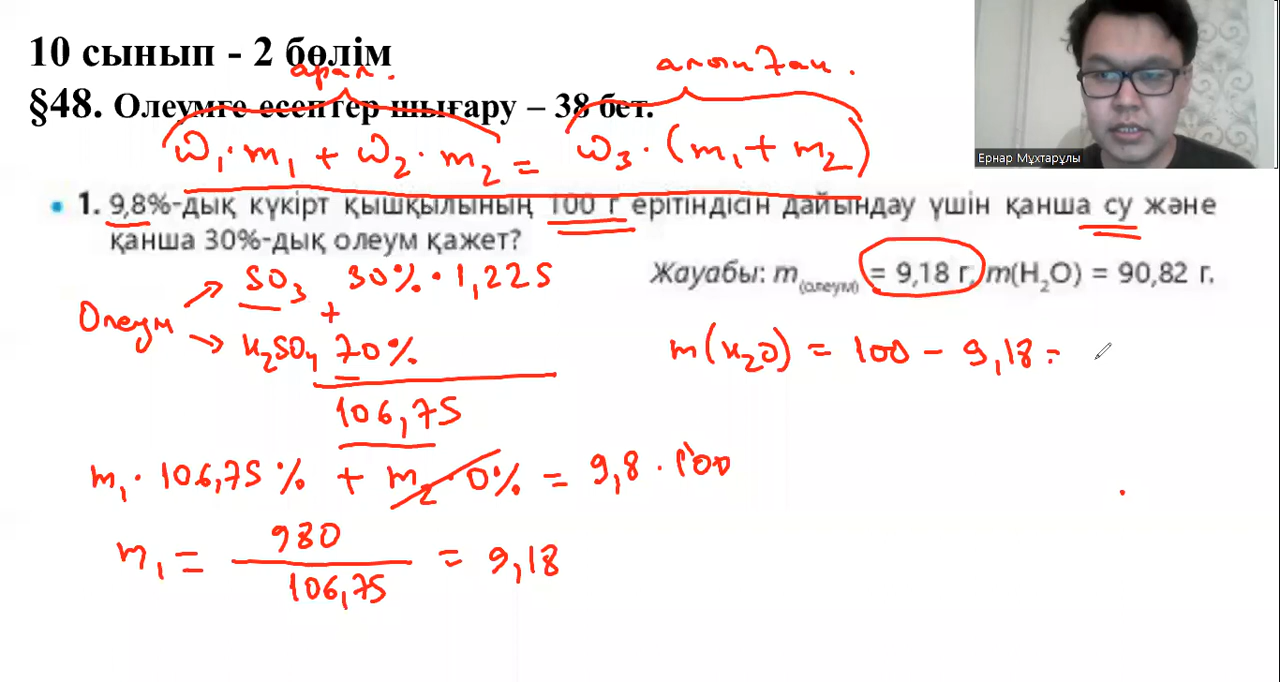 10 сынып - 2 бөлім
§48. Олеумге есептер шығару – 38 бет.
арал. алынған.
ω₁·m₁ + ω₂·m₂ = ω₃·(m₁ + m₂)
Ернар Мұхтарұлы
• 1. 9,8%-дық күкірт қышқылының 100 г ерітіндісін дайындау үшін қанша су және
қанша 30%-дық олеум қажет?
Жауабы: m(олеум) = 9,18 г, m(H₂O) = 90,82 г.
Олеум
SO₃ 30% · 1,225
+
H₂SO₄ 70%
106,75
m₁ · 106,75 % + m₂ · 0% = 9,8 · 100
m₁ = 980 / 106,75 = 9,18
m(H₂O) = 100 – 9,18 =